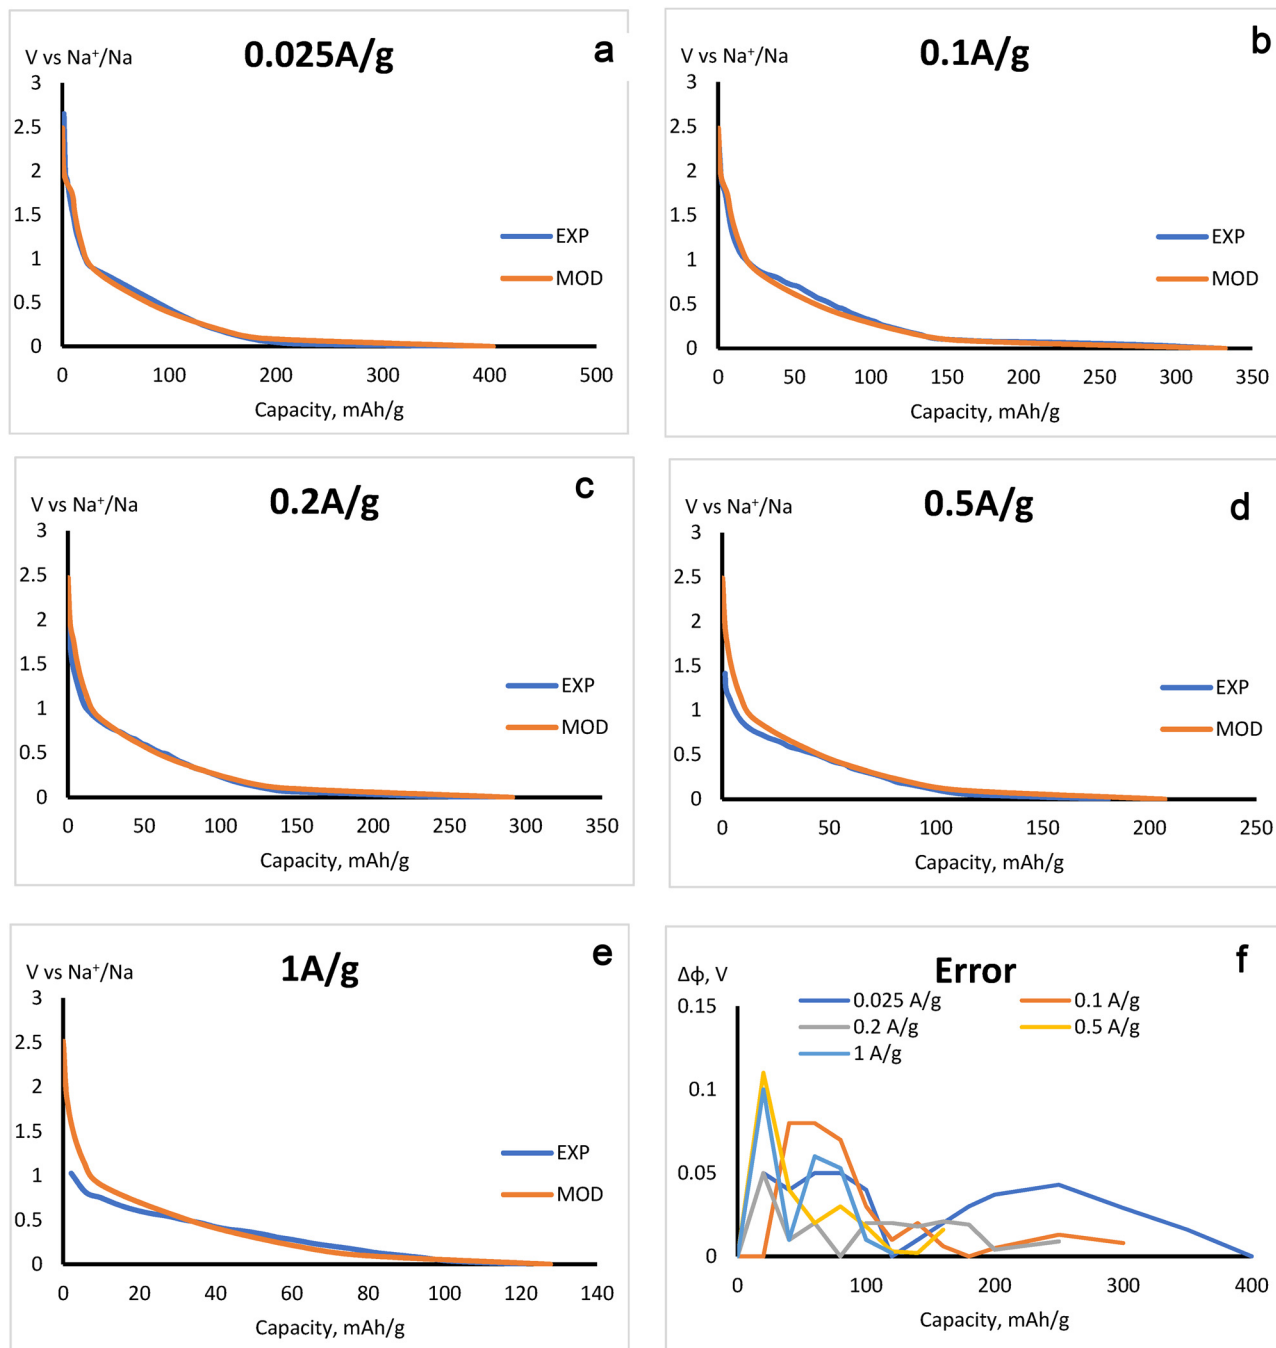 0.025A/g
a
V vs Na⁺/Na
3
2.5
2
1.5
1
0.5
0
EXP
MOD
0 100 200 300 400 500
Capacity, mAh/g
0.1A/g
b
V vs Na⁺/Na
3
2.5
2
1.5
1
0.5
0
EXP
MOD
0 50 100 150 200 250 300 350
Capacity, mAh/g
0.2A/g
c
V vs Na⁺/Na
3
2.5
2
1.5
1
0.5
0
EXP
MOD
0 50 100 150 200 250 300 350
Capacity, mAh/g
0.5A/g
d
V vs Na⁺/Na
3
2.5
2
1.5
1
0.5
0
EXP
MOD
0 50 100 150 200 250
Capacity, mAh/g
1A/g
e
V vs Na⁺/Na
3
2.5
2
1.5
1
0.5
0
EXP
MOD
0 20 40 60 80 100 120 140
Capacity, mAh/g
Error
f
Δϕ, V
0.025 A/g 0.1 A/g
0.2 A/g 0.5 A/g
1 A/g
0.15
0.1
0.05
0
0 100 200 300 400
Capacity, mAh/g